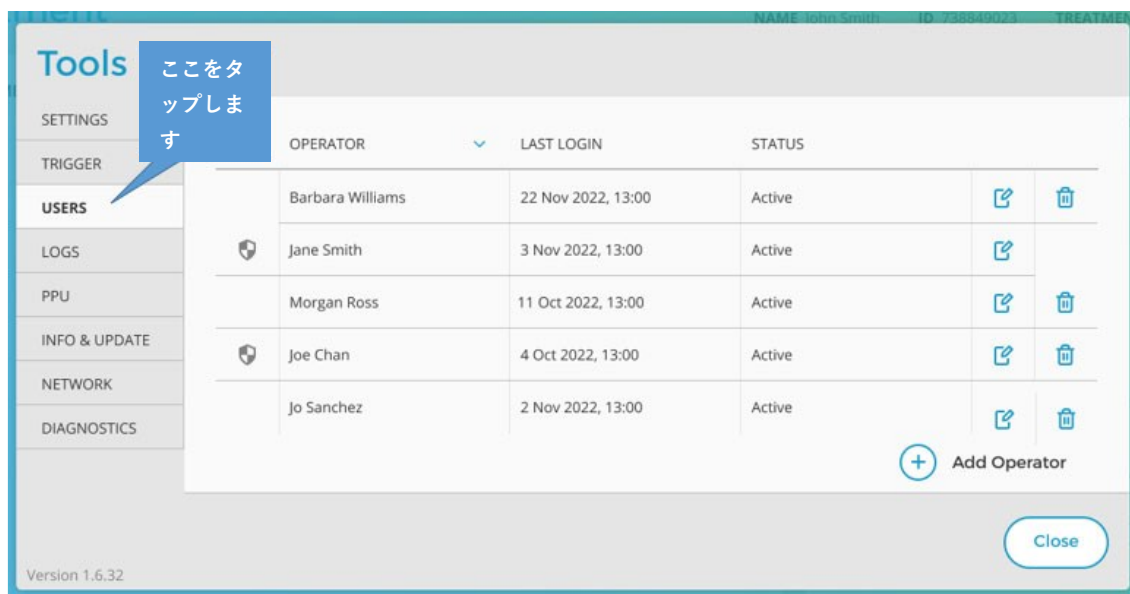 NAME John Smith ID 738849023
Tools
ここをタ
ップしま
す
SETTINGS
TRIGGER
USERS
LOGS
PPU
INFO & UPDATE
NETWORK
DIAGNOSTICS
OPERATOR LAST LOGIN STATUS
Barbara Williams 22 Nov 2022, 13:00 Active
Jane Smith 3 Nov 2022, 13:00 Active
Morgan Ross 11 Oct 2022, 13:00 Active
Joe Chan 4 Oct 2022, 13:00 Active
Jo Sanchez 2 Nov 2022, 13:00 Active
Add Operator
Close
Version 1.6.32